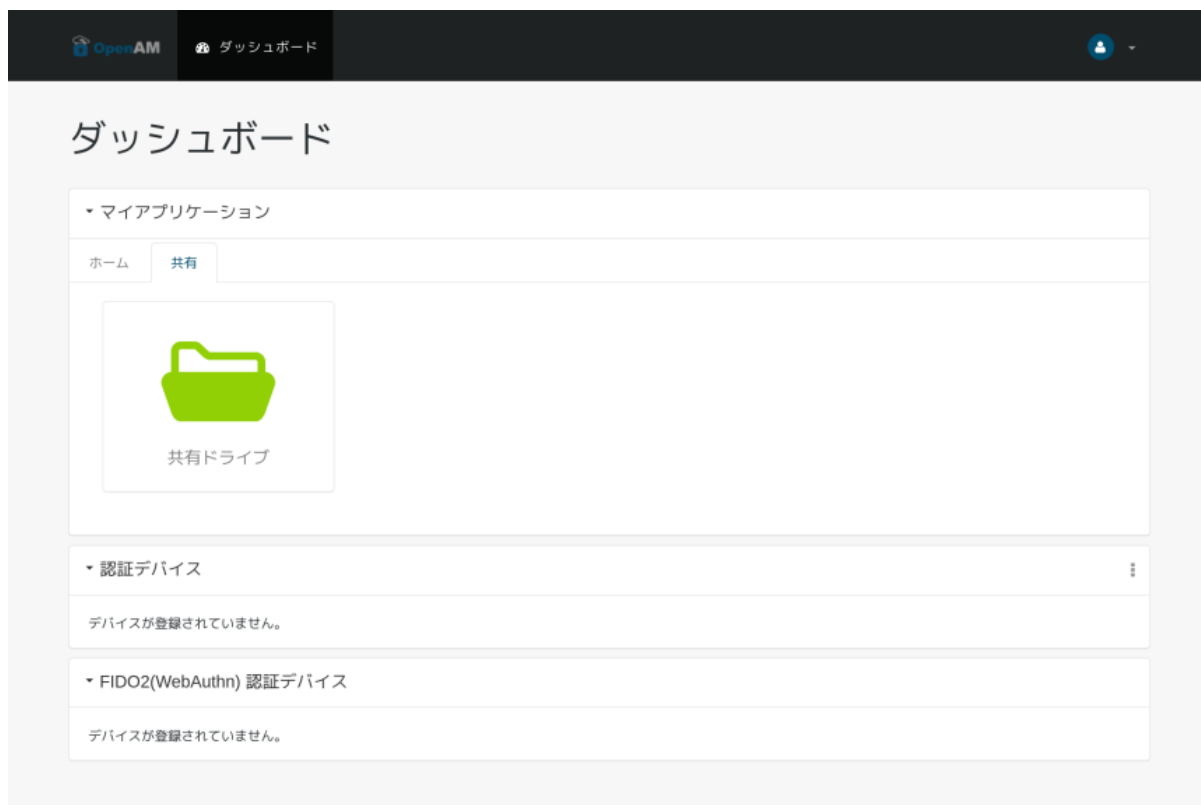 OpenAM ダッシュボード
ダッシュボード
マイアプリケーション
ホーム 共有
共有ドライブ
認証デバイス
デバイスが登録されていません。
FIDO2(WebAuthn) 認証デバイス
デバイスが登録されていません。